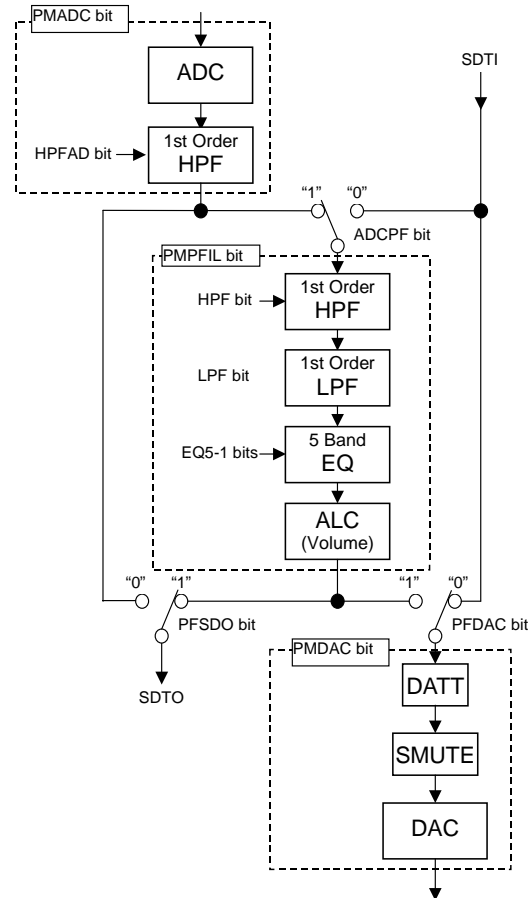 PMADC bit
ADC
SDTI
1st Order
HPF
HPFAD bit
“1”
“0”
ADCPF bit
PMPFIL bit
1st Order
HPF
HPF bit
1st Order
LPF
LPF bit
5 Band
EQ
EQ5-1 bits
ALC
(Volume)
“0”
“1”
“1”
“0”
PFSDO bit
PFDAC bit
PMDAC bit
SDTO
DATT
SMUTE
DAC